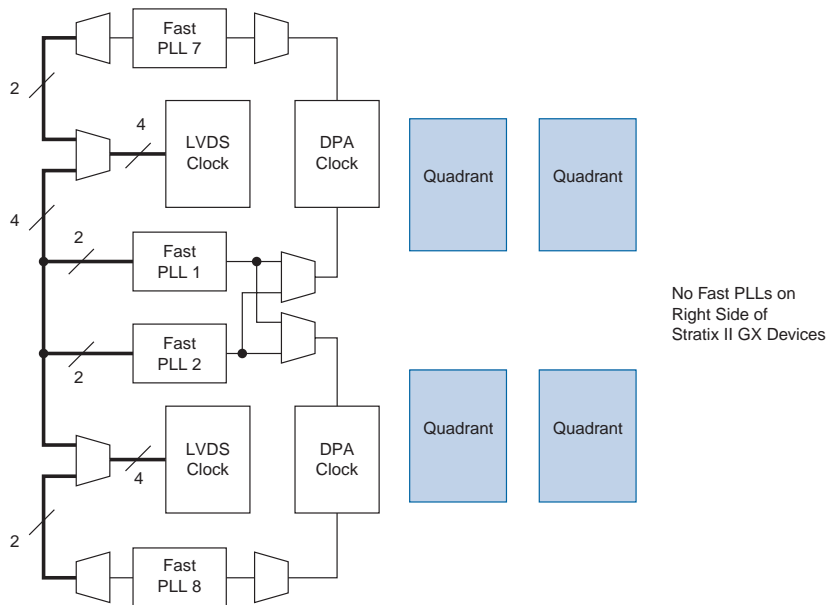 Fast
PLL 7
2
4
LVDS
Clock
DPA
Clock
Quadrant
Quadrant
4
2
Fast
PLL 1
No Fast PLLs on
Right Side of
Stratix II GX Devices
Fast
PLL 2
2
LVDS
Clock
4
DPA
Clock
Quadrant
Quadrant
2
Fast
PLL 8